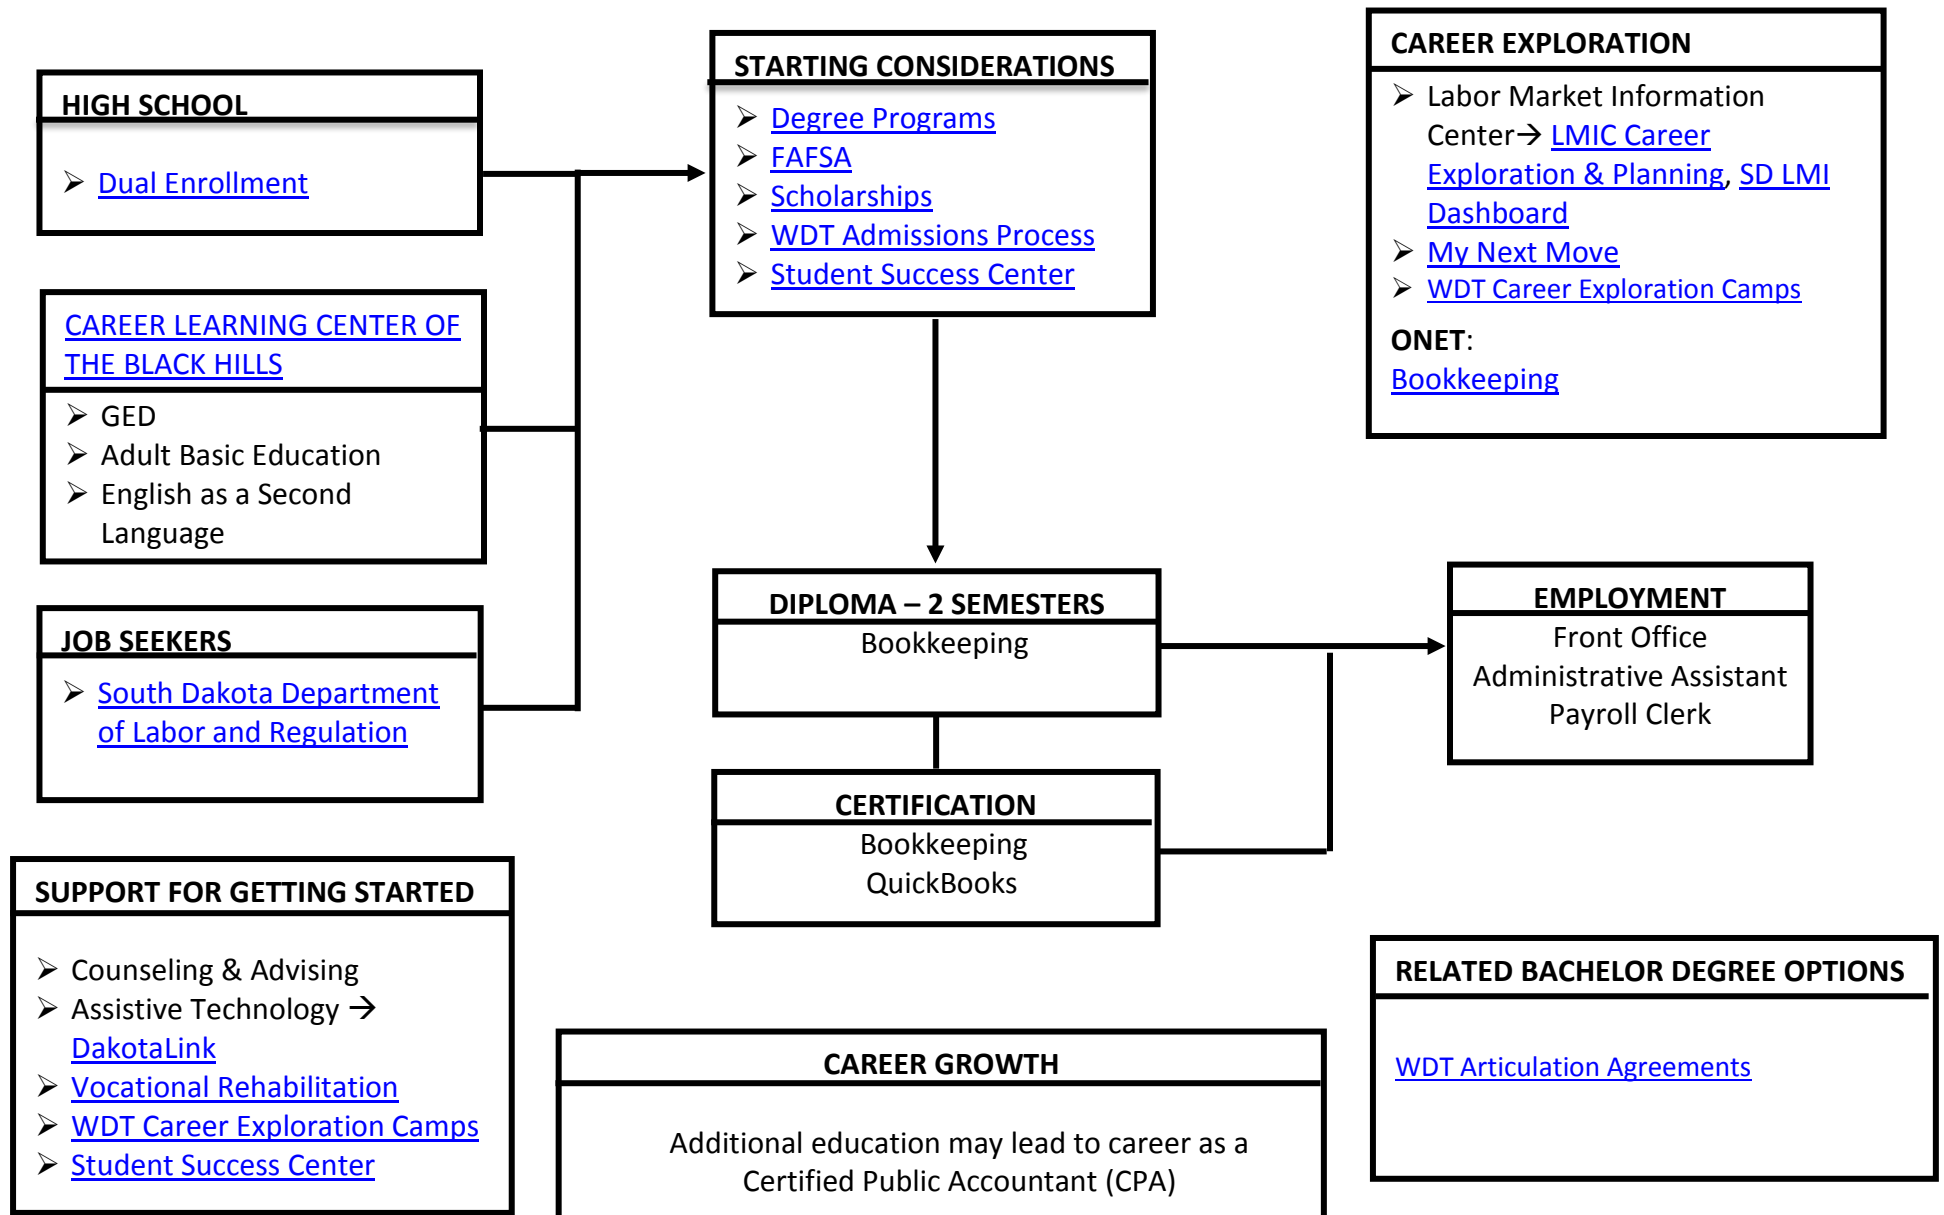 HIGH SCHOOL
➢ Dual Enrollment
CAREER LEARNING CENTER OF
THE BLACK HILLS
➢ GED
➢ Adult Basic Education
➢ English as a Second
Language
JOB SEEKERS
➢ South Dakota Department
of Labor and Regulation
SUPPORT FOR GETTING STARTED
➢ Counseling & Advising
➢ Assistive Technology →
DakotaLink
➢ Vocational Rehabilitation
➢ WDT Career Exploration Camps
➢ Student Success Center
STARTING CONSIDERATIONS
➢ Degree Programs
➢ FAFSA
➢ Scholarships
➢ WDT Admissions Process
➢ Student Success Center
DIPLOMA – 2 SEMESTERS
Bookkeeping
CERTIFICATION
Bookkeeping
QuickBooks
CAREER GROWTH
Additional education may lead to career as a
Certified Public Accountant (CPA)
CAREER EXPLORATION
➢ Labor Market Information
Center→ LMIC Career
Exploration & Planning, SD LMI
Dashboard
➢ My Next Move
➢ WDT Career Exploration Camps
ONET:
Bookkeeping
EMPLOYMENT
Front Office
Administrative Assistant
Payroll Clerk
RELATED BACHELOR DEGREE OPTIONS
WDT Articulation Agreements